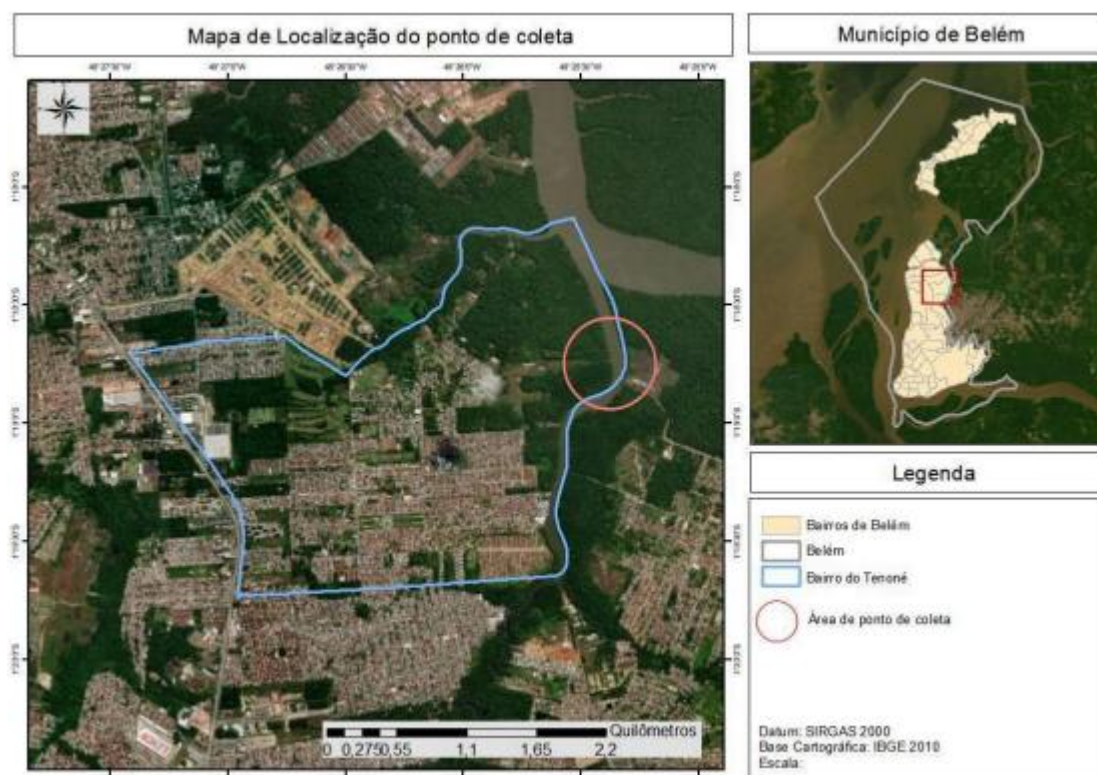 Mapa de Localização do ponto de coleta
Quilômetros
0 0,275 0,55 1,1 1,65 2,2
Município de Belém
Legenda
Bairros de Belém
Belém
Bairro do Tenoné
Área de ponto de coleta
Datum: SIRGAS 2000
Base Cartográfica: IBGE 2010
Escala: